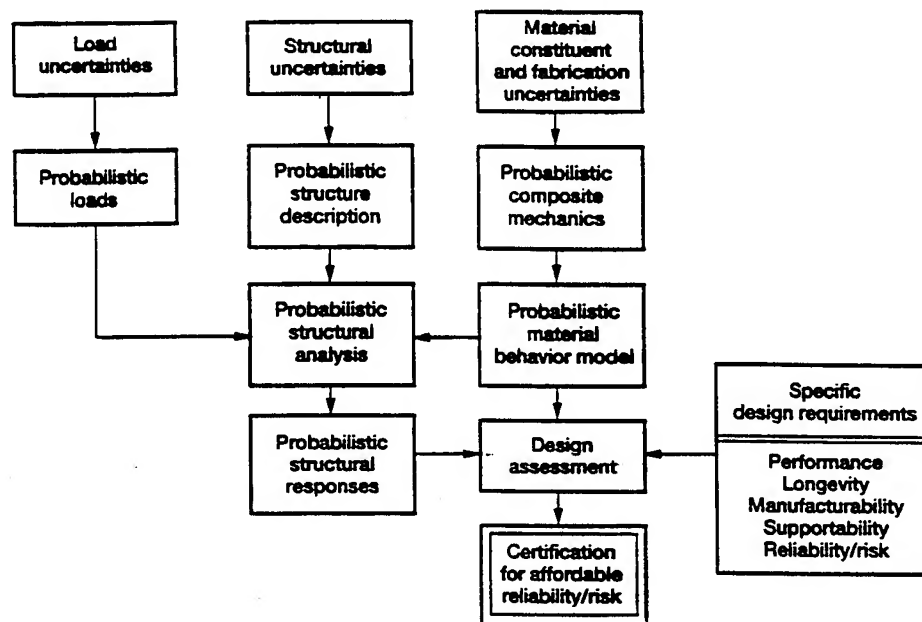 Load
uncertainties
Structural
uncertainties
Material
constituent
and fabrication
uncertainties
Probabilistic
loads
Probabilistic
structure
description
Probabilistic
composite
mechanics
Probabilistic
structural
analysis
Probabilistic
material
behavior model
Specific
design requirements
Performance
Longevity
Manufacturability
Supportability
Reliability/risk
Probabilistic
structural
responses
Design
assessment
Certification
for affordable
reliability/risk